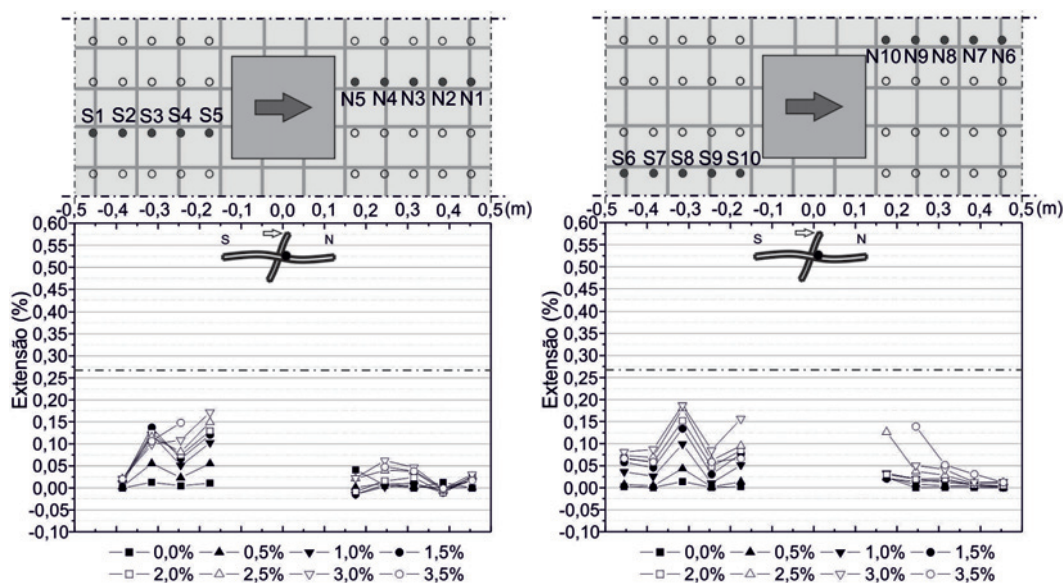 S1 S2 S3 S4 S5
N5 N4 N3 N2 N1
-0,5 -0,4 -0,3 -0,2 -0,1 0,0 0,1 0,2 0,3 0,4 0,5 (m)
Extensão (%)
0,60
0,55
0,50
0,45
0,40
0,35
0,30
0,25
0,20
0,15
0,10
0,05
0,00
-0,05
-0,10
S N
0,0% 0,5% 1,0% 1,5%
2,0% 2,5% 3,0% 3,5%
N10 N9 N8 N7 N6
S6 S7 S8 S9 S10
-0,5 -0,4 -0,3 -0,2 -0,1 0,0 0,1 0,2 0,3 0,4 0,5 (m)
Extensão (%)
0,60
0,55
0,50
0,45
0,40
0,35
0,30
0,25
0,20
0,15
0,10
0,05
0,00
-0,05
-0,10
S N
0,0% 0,5% 1,0% 1,5%
2,0% 2,5% 3,0% 3,5%